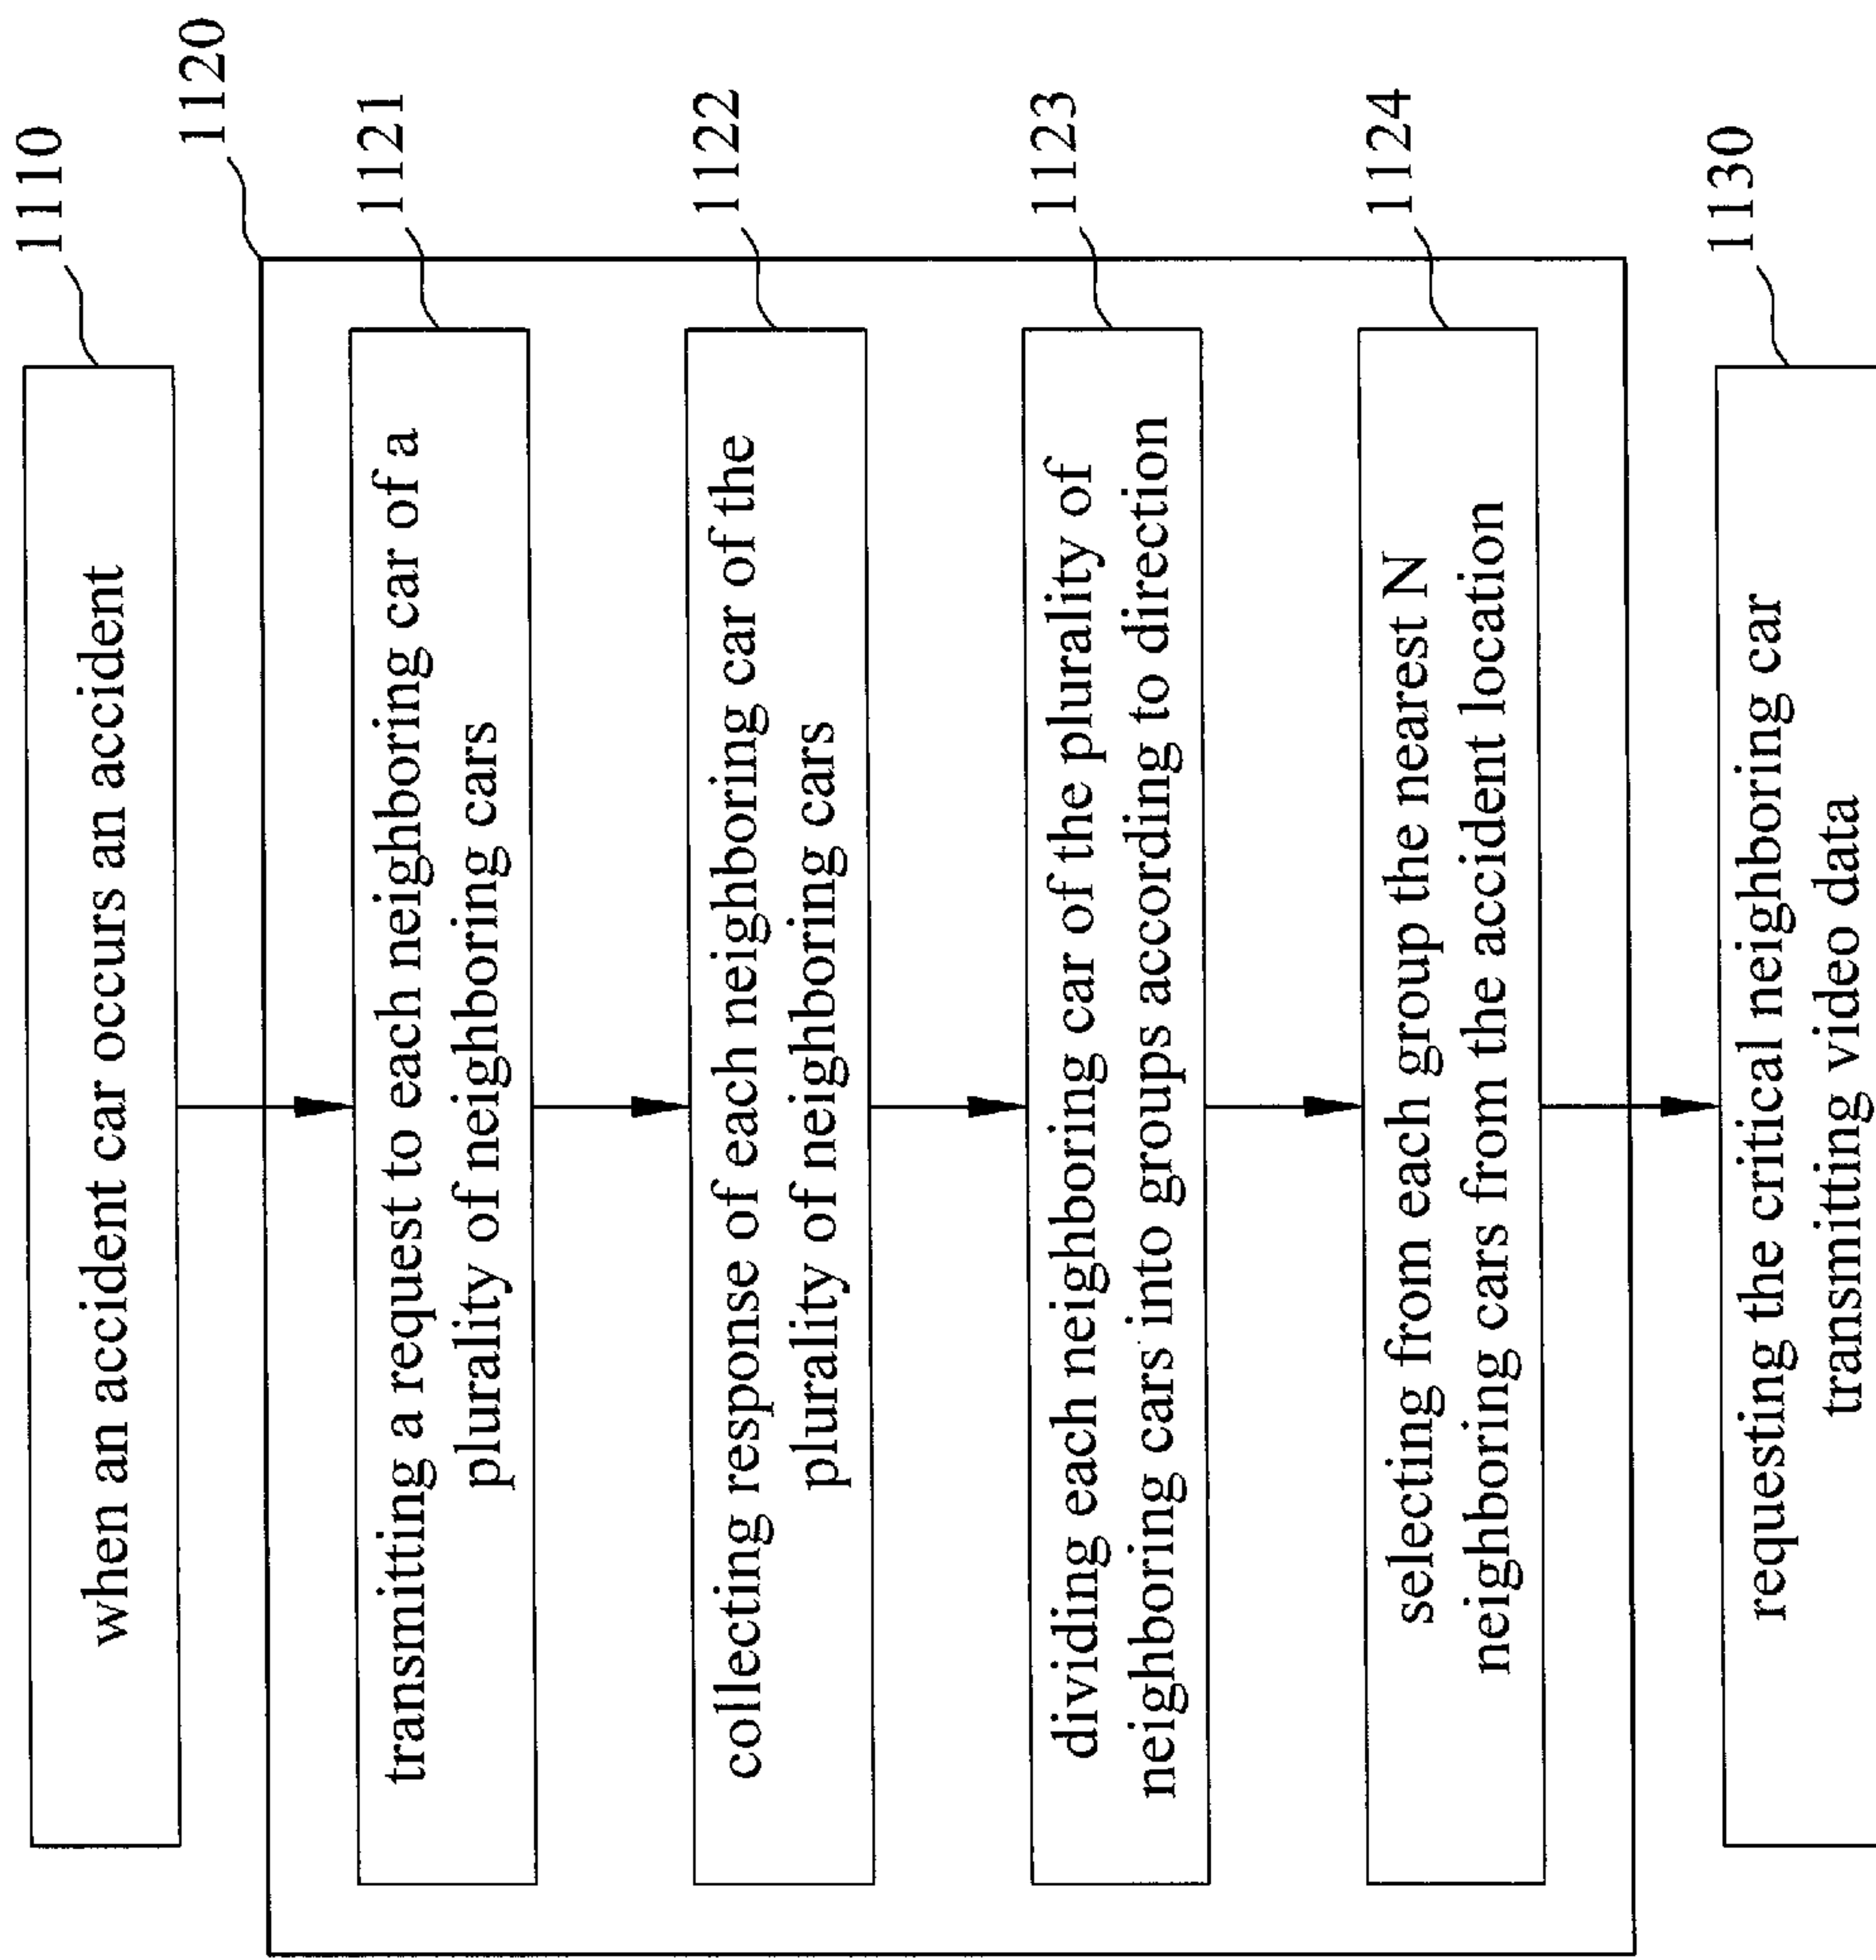 1110
when an accident car occurs an accident
1120
1121
transmitting a request to each neighboring car of a
plurality of neighboring cars
1122
collecting response of each neighboring car of the
plurality of neighboring cars
1123
dividing each neighboring car of the plurality of
neighboring cars into groups according to direction
1124
selecting from each group the nearest N
neighboring cars from the accident location
1130
requesting the critical neighboring car
transmitting video data